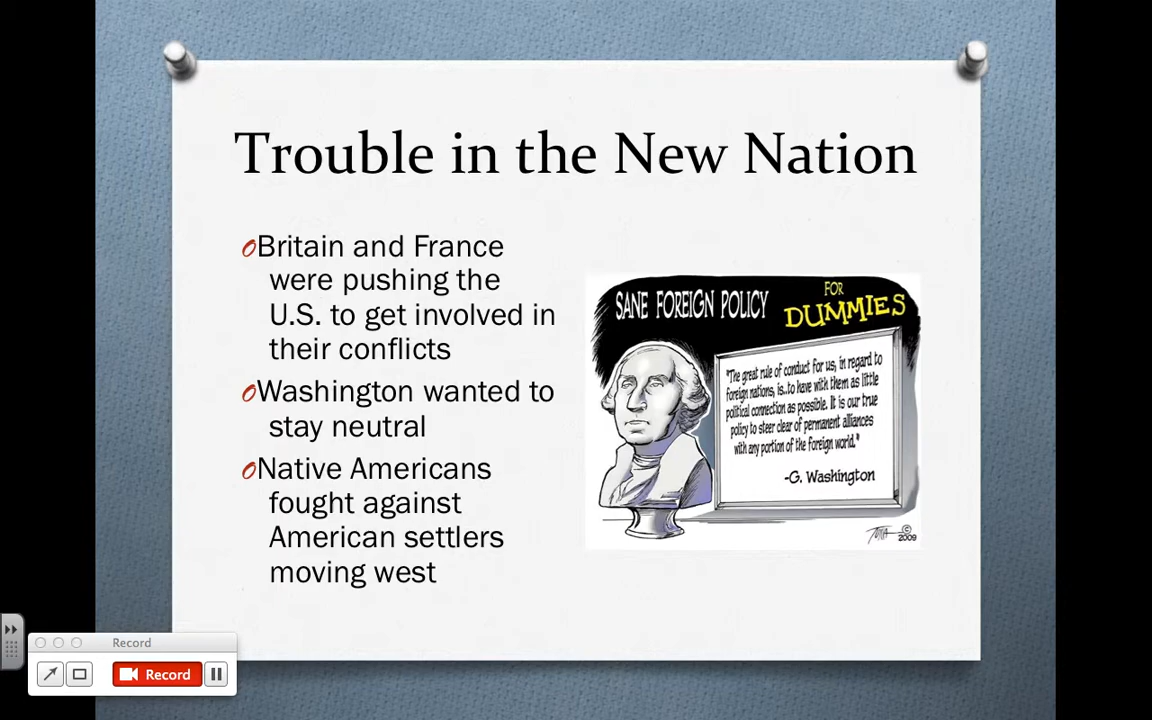 Trouble in the New Nation
Britain and France
were pushing the
U.S. to get involved in
their conflicts
Washington wanted to
stay neutral
Native Americans
fought against
American settlers
moving west
SANE FOREIGN POLICY
FOR
DUMMIES
"The great rule of conduct for us, in regard to
foreign nations, is...to have with them as little
political connection as possible. It is our true
policy to steer clear of permanent alliances
with any portion of the foreign world."
-G. Washington
©
2009
Record
Record